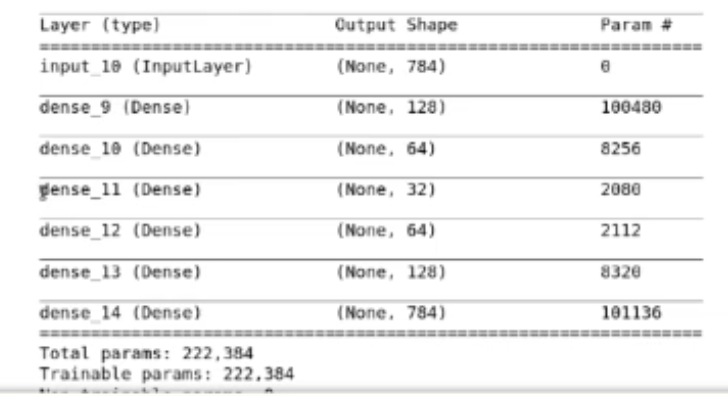 Layer (type) Output Shape Param #
=================================================================
input_10 (InputLayer) (None, 784) 0
dense_9 (Dense) (None, 128) 100480
dense_10 (Dense) (None, 64) 8256
dense_11 (Dense) (None, 32) 2080
dense_12 (Dense) (None, 64) 2112
dense_13 (Dense) (None, 128) 8320
dense_14 (Dense) (None, 784) 101136
=================================================================
Total params: 222,384
Trainable params: 222,384